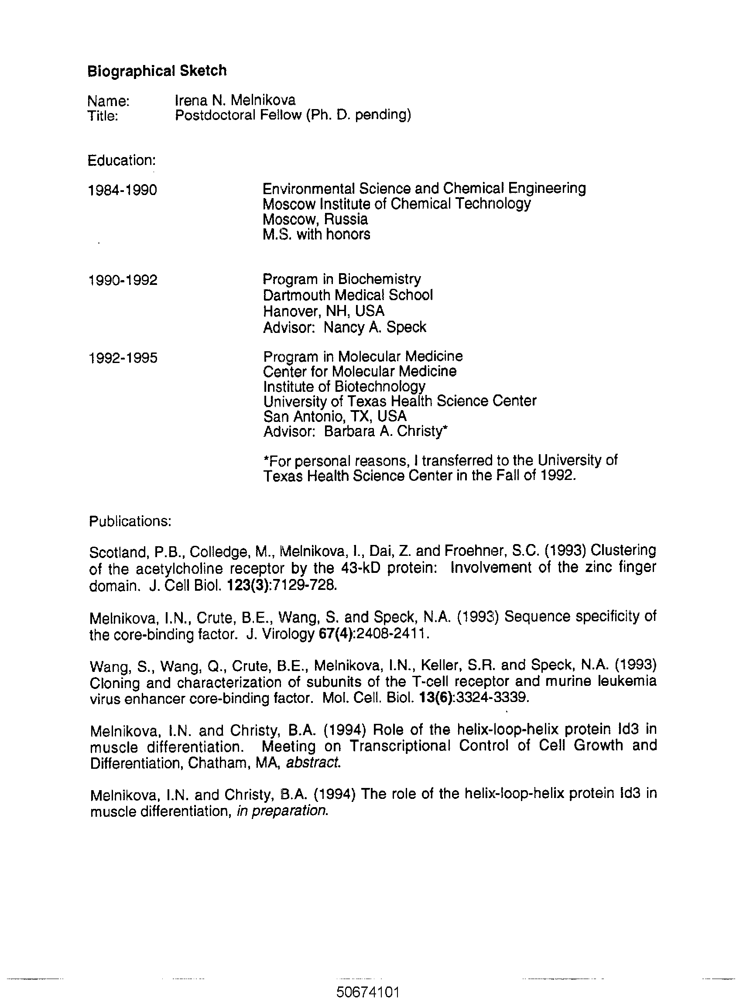 Biographical Sketch
Name: Irena N. Melnikova
Title: Postdoctoral Fellow (Ph. D. pending)
Education:
1984-1990 Environmental Science and Chemical Engineering
Moscow Institute of Chemical Technology
Moscow, Russia
M.S. with honors
1990-1992 Program in Biochemistry
Dartmouth Medical School
Hanover, NH, USA
Advisor: Nancy A. Speck
1992-1995 Program in Molecular Medicine
Center for Molecular Medicine
Institute of Biotechnology
University of Texas Health Science Center
San Antonio, TX, USA
Advisor: Barbara A. Christy*
*For personal reasons, I transferred to the University of
Texas Health Science Center in the Fall of 1992.
Publications:
Scotland, P.B., Colledge, M., Melnikova, I., Dai, Z. and Froehner, S.C. (1993) Clustering
of the acetylcholine receptor by the 43-kD protein: Involvement of the zinc finger
domain. J. Cell Biol. 123(3):7129-728.
Melnikova, I.N., Crute, B.E., Wang, S. and Speck, N.A. (1993) Sequence specificity of
the core-binding factor. J. Virology 67(4):2408-2411.
Wang, S., Wang, Q., Crute, B.E., Melnikova, I.N., Keller, S.R. and Speck, N.A. (1993)
Cloning and characterization of subunits of the T-cell receptor and murine leukemia
virus enhancer core-binding factor. Mol. Cell. Biol. 13(6):3324-3339.
Melnikova, I.N. and Christy, B.A. (1994) Role of the helix-loop-helix protein Id3 in
muscle differentiation. Meeting on Transcriptional Control of Cell Growth and
Differentiation, Chatham, MA, abstract.
Melnikova, I.N. and Christy, B.A. (1994) The role of the helix-loop-helix protein Id3 in
muscle differentiation, in preparation.
50674101